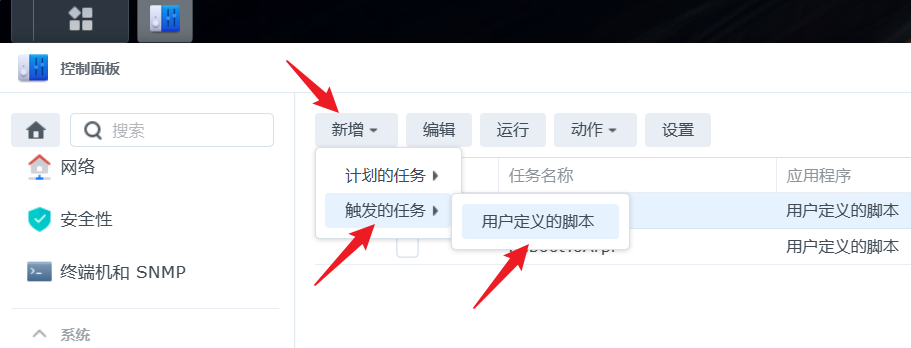 控制面板
搜索
网络
安全性
终端机和 SNMP
系统
新增 编辑 运行 动作 设置
任务名称 应用程序
计划的任务
触发的任务
用户定义的脚本
用户定义的脚本
用户定义的脚本